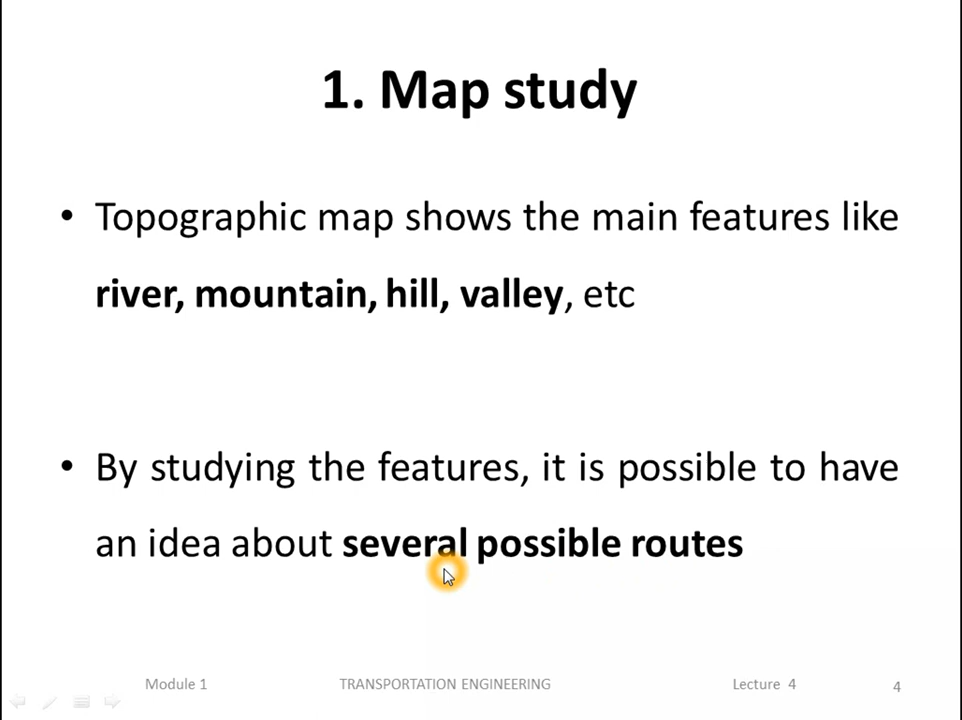 1. Map study
• Topographic map shows the main features like
river, mountain, hill, valley, etc
• By studying the features, it is possible to have
an idea about several possible routes
Module 1 TRANSPORTATION ENGINEERING Lecture 4 4